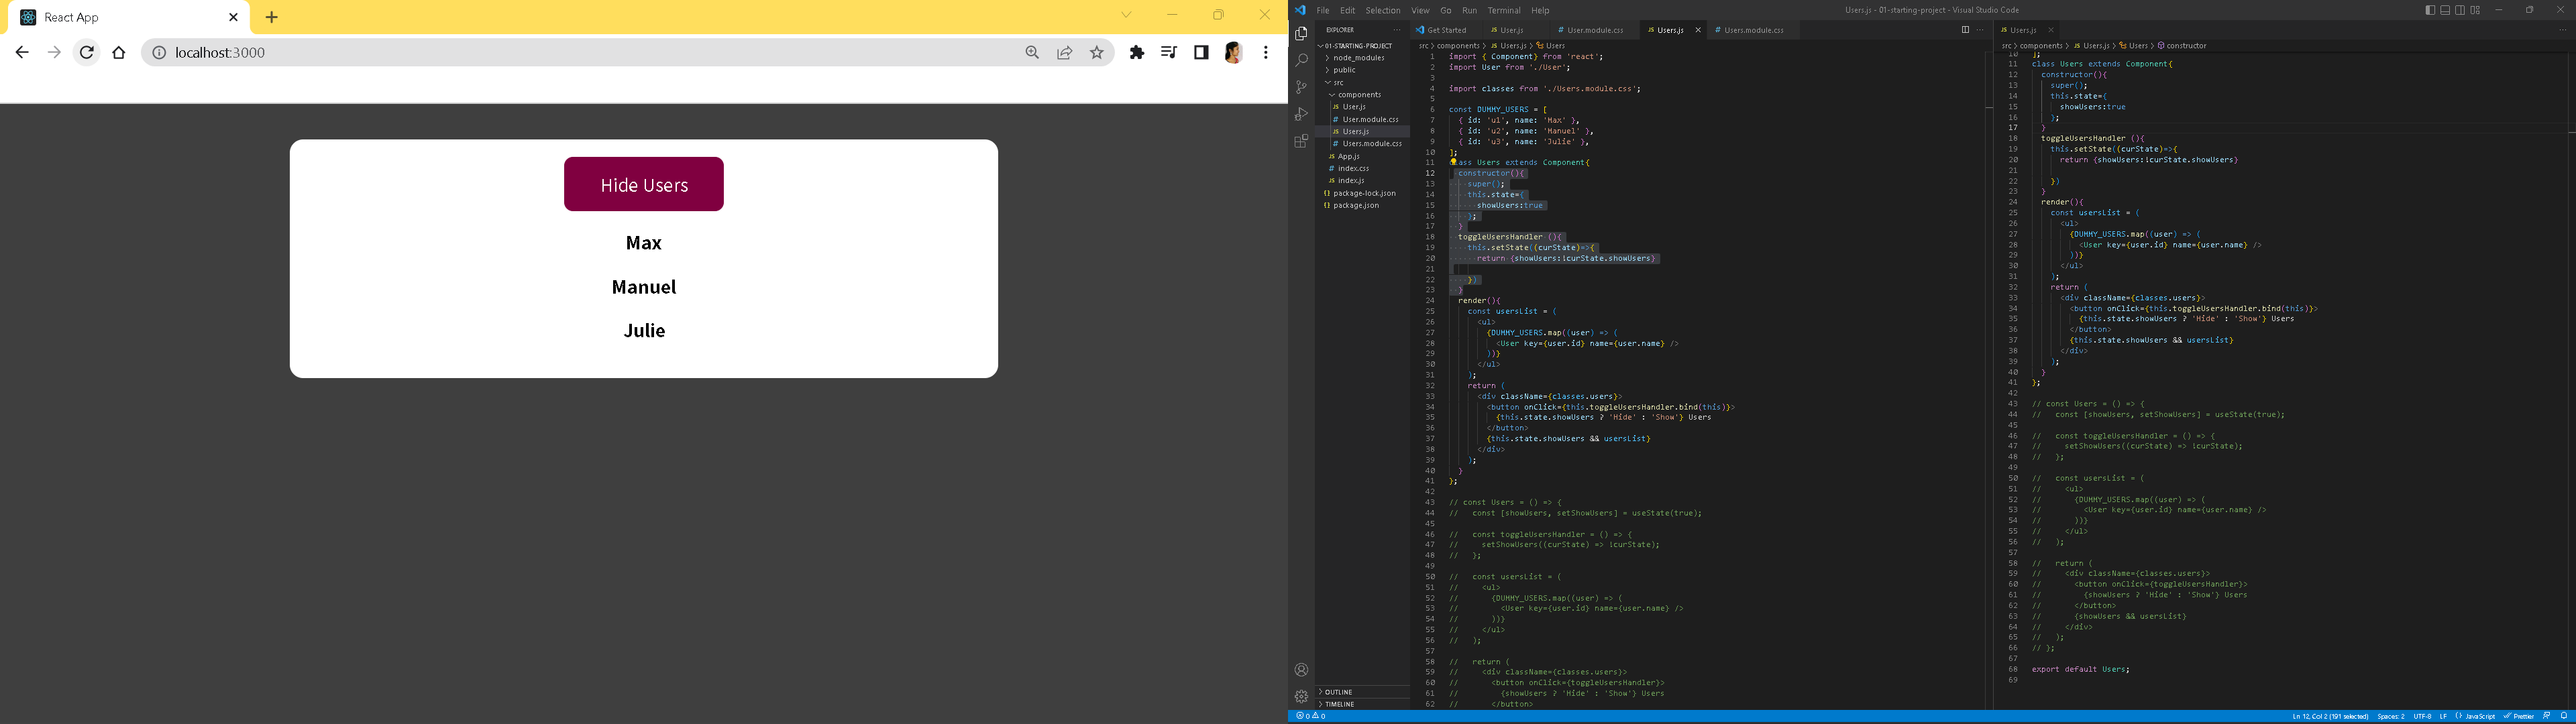 React App
localhost:3000
Hide Users
Max
Manuel
Julie
File Edit Selection View Go Run Terminal Help
Users.js - 01-starting-project - Visual Studio Code
EXPLORER
01-STARTING-PROJECT
node_modules
public
src
components
JS User.js
# User.module.css
JS Users.js
# Users.module.css
JS App.js
# index.css
JS index.js
{} package-lock.json
{} package.json
OUTLINE
TIMELINE
Get Started JS User.js # User.module.css JS Users.js # Users.module.css
src > components > JS Users.js > Users
1 import { Component} from 'react';
2 import User from './User';
3
4 import classes from './Users.module.css';
5
6 const DUMMY_USERS = [
7 { id: 'u1', name: 'Max' },
8 { id: 'u2', name: 'Manuel' },
9 { id: 'u3', name: 'Julie' },
10 ];
11 class Users extends Component{
12 constructor(){
13 super();
14 this.state={
15 showUsers:true
16 };
17 }
18 toggleUsersHandler (){
19 this.setState((curState)=>{
20 return {showUsers:!curState.showUsers}
21
22 })
23 }
24 render(){
25 const usersList = (
26 <ul>
27 {DUMMY_USERS.map((user) => (
28 <User key={user.id} name={user.name} />
29 ))}
30 </ul>
31 );
32 return (
33 <div className={classes.users}>
34 <button onClick={this.toggleUsersHandler.bind(this)}>
35 {this.state.showUsers ? 'Hide' : 'Show'} Users
36 </button>
37 {this.state.showUsers && usersList}
38 </div>
39 );
40 }
41 };
42
43 // const Users = () => {
44 // const [showUsers, setShowUsers] = useState(true);
45
46 // const toggleUsersHandler = () => {
47 // setShowUsers((curState) => !curState);
48 // };
49
50 // const usersList = (
51 // <ul>
52 // {DUMMY_USERS.map((user) => (
53 // <User key={user.id} name={user.name} />
54 // ))}
55 // </ul>
56 // );
57
58 // return (
59 // <div className={classes.users}>
60 // <button onClick={toggleUsersHandler}>
61 // {showUsers ? 'Hide' : 'Show'} Users
62 // </button>
JS Users.js
src > components > JS Users.js > Users > constructor
10 ];
11 class Users extends Component{
12 constructor(){
13 super();
14 this.state={
15 showUsers:true
16 };
17 }
18 toggleUsersHandler (){
19 this.setState((curState)=>{
20 return {showUsers:!curState.showUsers}
21
22 })
23 }
24 render(){
25 const usersList = (
26 <ul>
27 {DUMMY_USERS.map((user) => (
28 <User key={user.id} name={user.name} />
29 ))}
30 </ul>
31 );
32 return (
33 <div className={classes.users}>
34 <button onClick={this.toggleUsersHandler.bind(this)}>
35 {this.state.showUsers ? 'Hide' : 'Show'} Users
36 </button>
37 {this.state.showUsers && usersList}
38 </div>
39 );
40 }
41 };
42
43 // const Users = () => {
44 // const [showUsers, setShowUsers] = useState(true);
45
46 // const toggleUsersHandler = () => {
47 // setShowUsers((curState) => !curState);
48 // };
49
50 // const usersList = (
51 // <ul>
52 // {DUMMY_USERS.map((user) => (
53 // <User key={user.id} name={user.name} />
54 // ))}
55 // </ul>
56 // );
57
58 // return (
59 // <div className={classes.users}>
60 // <button onClick={toggleUsersHandler}>
61 // {showUsers ? 'Hide' : 'Show'} Users
62 // </button>
63 // {showUsers && usersList}
64 // </div>
65 // );
66 // };
67
68 export default Users;
69
0 0 Ln 12, Col 2 (191 selected) Spaces: 2 UTF-8 LF {} JavaScript Prettier